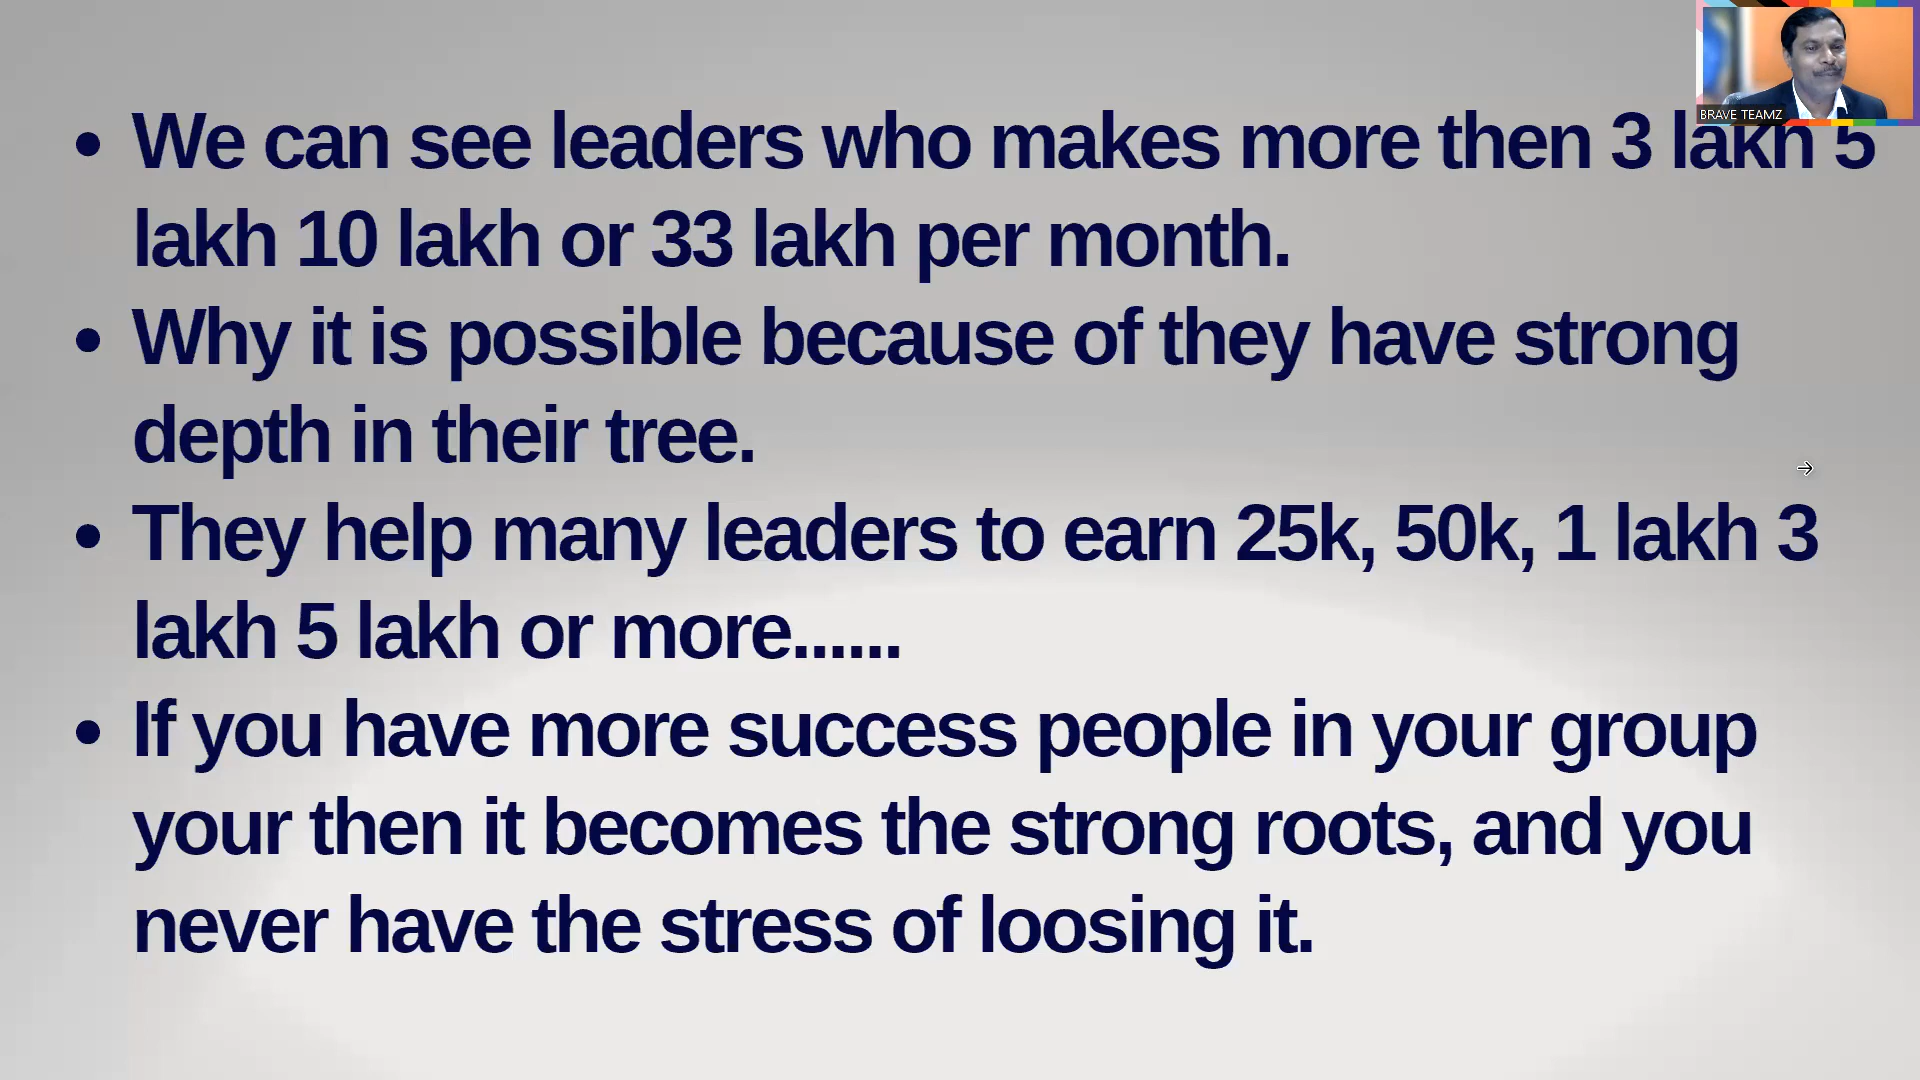 BRAVE TEAMZ
• We can see leaders who makes more then 3 lakh 5
lakh 10 lakh or 33 lakh per month.
• Why it is possible because of they have strong
depth in their tree.
• They help many leaders to earn 25k, 50k, 1 lakh 3
lakh 5 lakh or more......
• If you have more success people in your group
your then it becomes the strong roots, and you
never have the stress of loosing it.